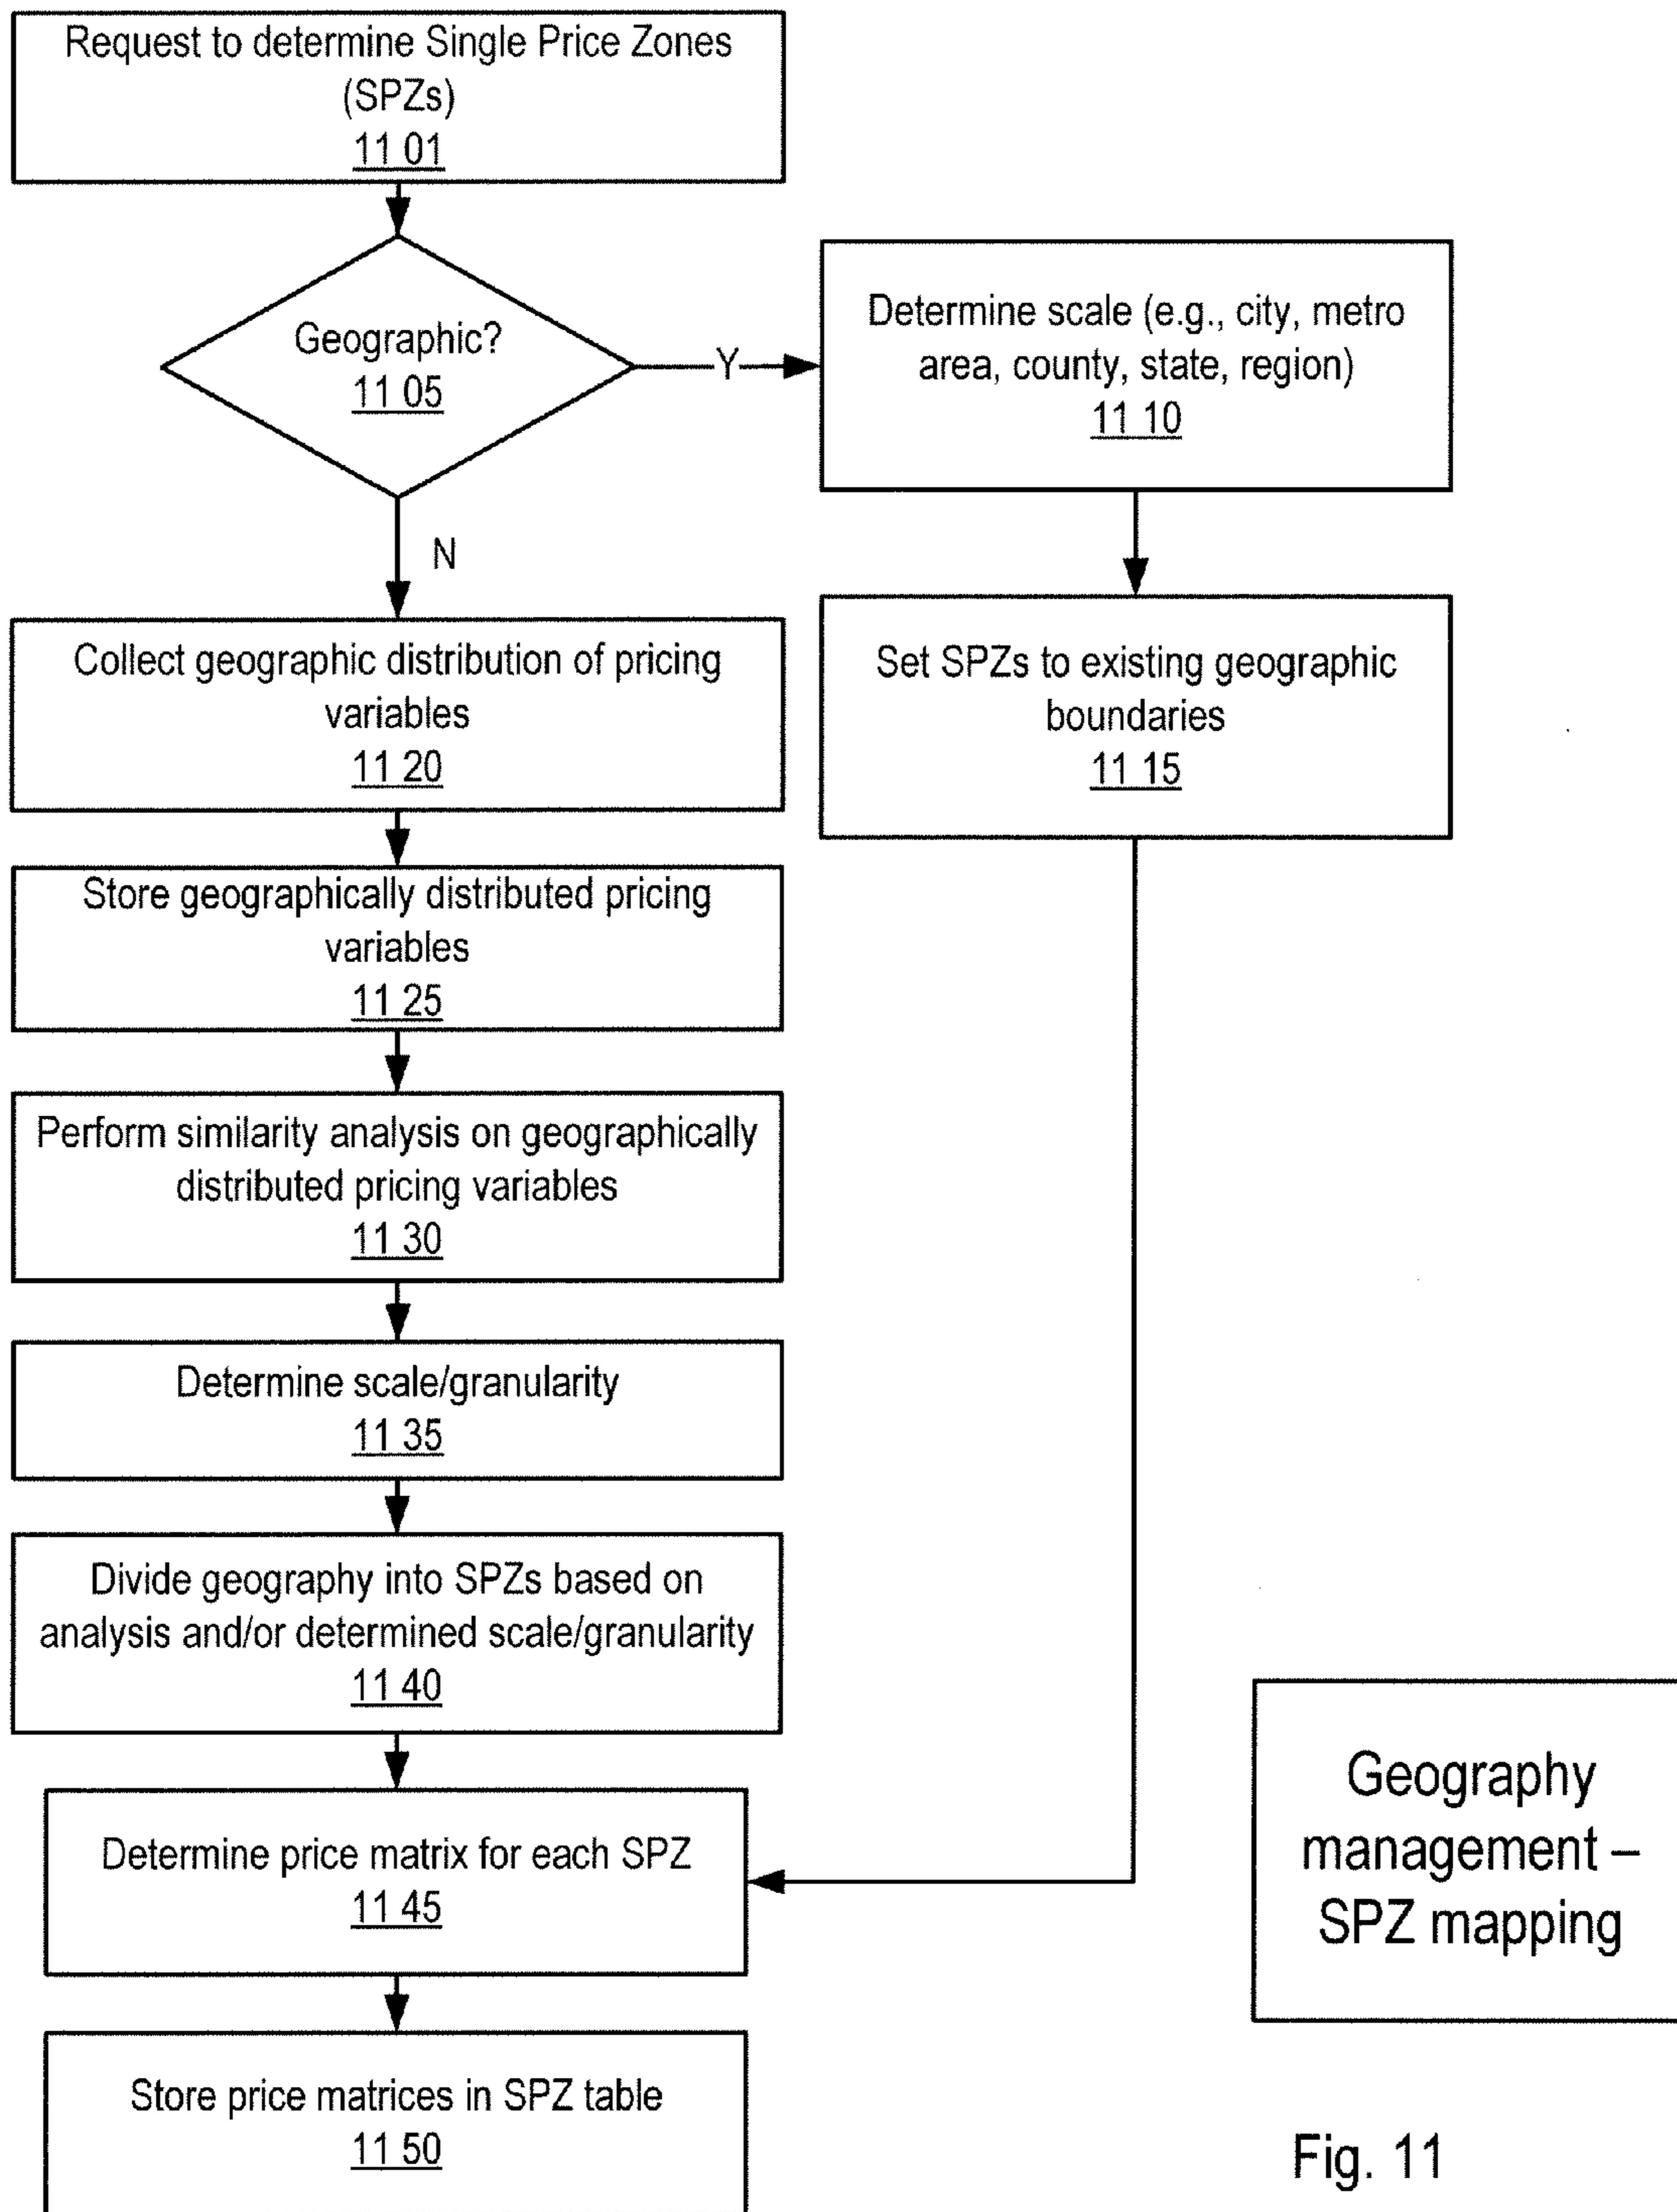 Request to determine Single Price Zones
(SPZs)
11 01
Geographic?
11 05
Y
Determine scale (e.g., city, metro
area, county, state, region)
11 10
N
Set SPZs to existing geographic
boundaries
11 15
Collect geographic distribution of pricing
variables
11 20
Store geographically distributed pricing
variables
11 25
Perform similarity analysis on geographically
distributed pricing variables
11 30
Determine scale/granularity
11 35
Divide geography into SPZs based on
analysis and/or determined scale/granularity
11 40
Determine price matrix for each SPZ
11 45
Store price matrices in SPZ table
11 50
Geography
management –
SPZ mapping
Fig. 11